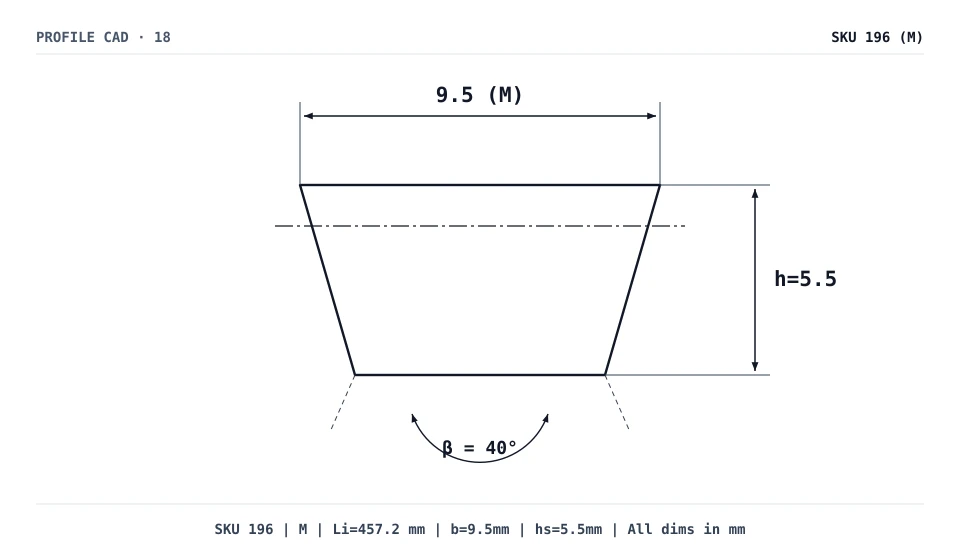 PROFILE CAD · 18
SKU 196 (M)
9.5 (M)
h=5.5
β = 40°
SKU 196 | M | Li=457.2 mm | b=9.5mm | hs=5.5mm | All dims in mm